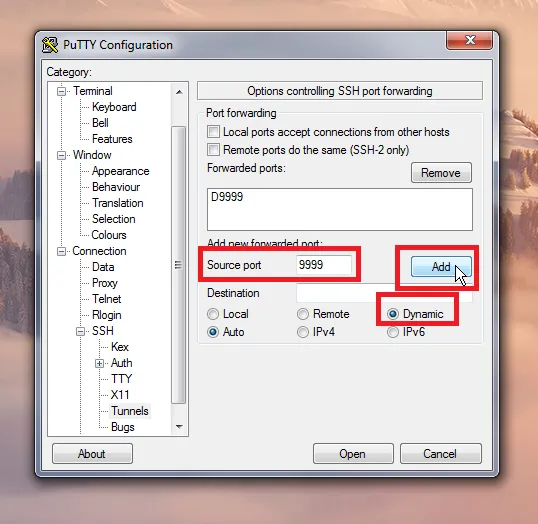 PuTTY Configuration
Category:
Terminal
Keyboard
Bell
Features
Window
Appearance
Behaviour
Translation
Selection
Colours
Connection
Data
Proxy
Telnet
Rlogin
SSH
Kex
Auth
TTY
X11
Tunnels
Bugs
Options controlling SSH port forwarding
Port forwarding
Local ports accept connections from other hosts
Remote ports do the same (SSH-2 only)
Forwarded ports:
Remove
D9999
Add new forwarded port:
Source port 9999 Add
Destination
Local Remote Dynamic
Auto IPv4 IPv6
About Open Cancel